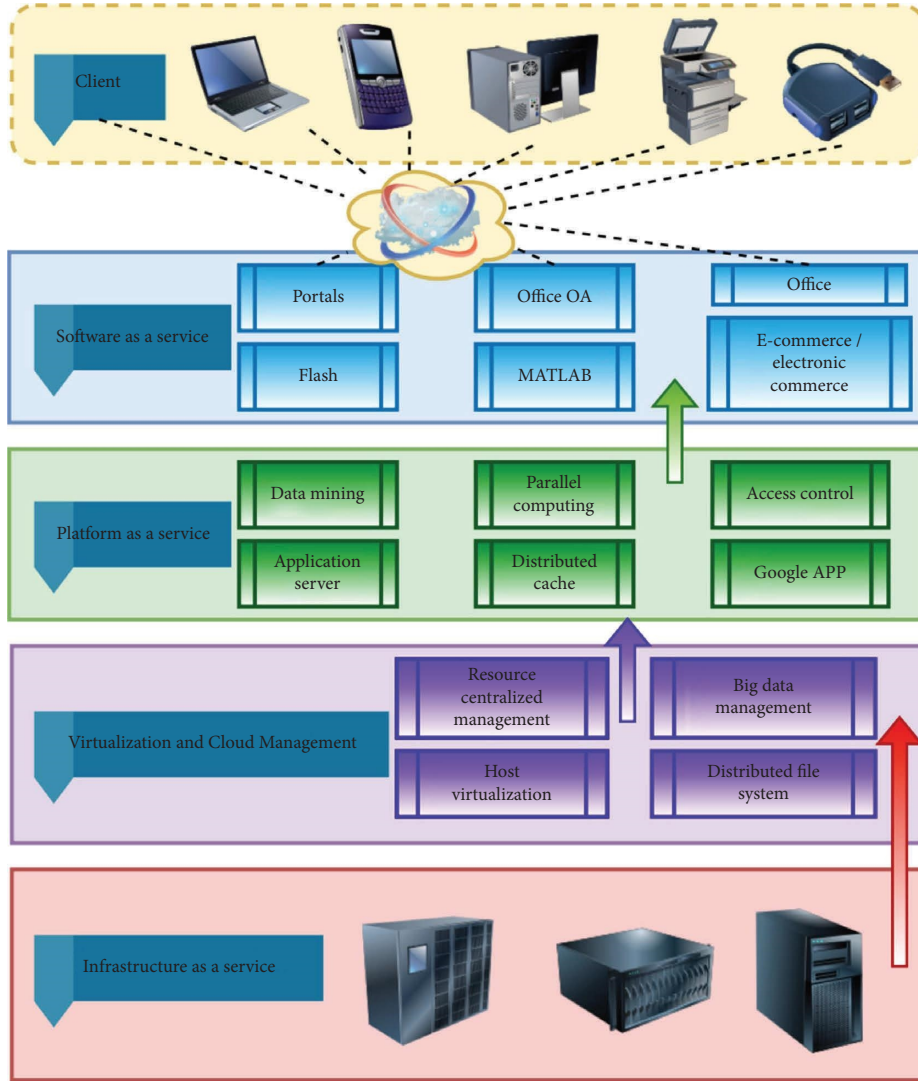 Client
Software as a service
Portals
Office OA
Office
Flash
MATLAB
E-commerce /
electronic
commerce
Platform as a service
Data mining
Parallel
computing
Access control
Application
server
Distributed
cache
Google APP
Virtualization and Cloud Management
Resource
centralized
management
Big data
management
Host
virtualization
Distributed file
system
Infrastructure as a service